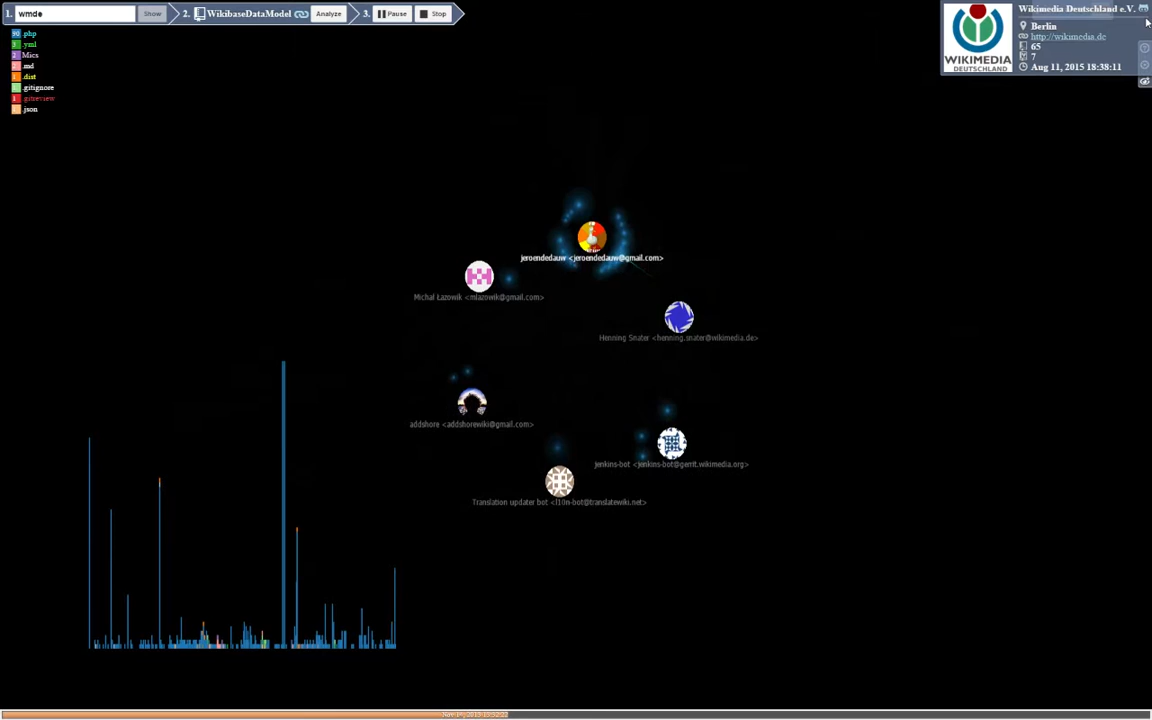 1. wmde Show 2. WikibaseDataModel Analyze 3. Pause Stop
.php
.yml
Mics
.md
.dist
.gitignore
.gitreview
.json
WIKIMEDIA
DEUTSCHLAND
Wikimedia Deutschland e.V.
Berlin
http://wikimedia.de
65
7
Aug 11, 2015 18:38:11
jeroendedauw <jeroendedauw@gmail.com>
Michał Łazowik <mlazowik@gmail.com>
Henning Snater <henning.snater@wikimedia.de>
addshore <addshorewiki@gmail.com>
jenkins-bot <jenkins-bot@gerrit.wikimedia.org>
Translation updater bot <l10n-bot@translatewiki.net>